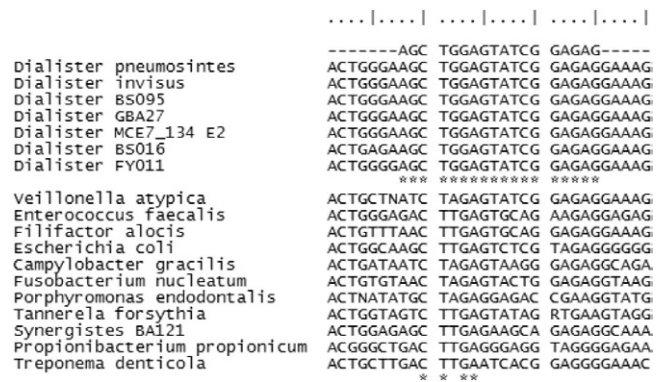 ....|....| ....|....| ....|....|
-------AGC TGGAGTATCG GAGAG-----
Dialister pneumosintes ACTGGGAAGC TGGAGTATCG GAGAGGAAAG
Dialister invisus ACTGGGAAGC TGGAGTATCG GAGAGGAAAG
Dialister BS095 ACTGGGAAGC TGGAGTATCG GAGAGGAAAG
Dialister GBA27 ACTGGGAAGC TGGAGTATCG GAGAGGAAAG
Dialister MCE7_134 E2 ACTGGGAAGC TGGAGTATCG GAGAGGAAAG
Dialister BS016 ACTGAGAAGC TGGAGTATCG GAGAGGAAAG
Dialister FY011 ACTGGGGAGC TGGAGTATCG GAGAGGAAAG
*** ********** *****
Veillonella atypica ACTGCTNATC TAGAGTATCG GAGAGGAAAG
Enterococcus faecalis ACTGGGAGAC TTGAGTGCAG AAGAGGAGAG
Filifactor alocis ACTGTTTAAC TTGAGTGCAG GAGAGGAAAG
Escherichia coli ACTGGCAAGC TTGAGTCTCG TAGAGGGGGG
Campylobacter gracilis ACTGATAATC TAGAGTAAGG GAGAGGCAGA
Fusobacterium nucleatum ACTGTGTAAC TAGAGTACTG GAGAGGTAAG
Porphyromonas endodontalis ACTNATATGC TAGAGGAGAC CGAAGGTATG
Tannerela forsythia ACTGGTAGTC TTGAGTATAG RTGAAGTAGG
Synergistes BA121 ACTGGAGAGC TTGAGAAGCA GAGAGGCAAA
Propionibacterium propionicum ACGGGCTGAC TTGAGGGAGG TAGGGGAGAA
Treponema denticola ACTGCTTGAC TTGAATCACG GAGGGGAAAC
* * **